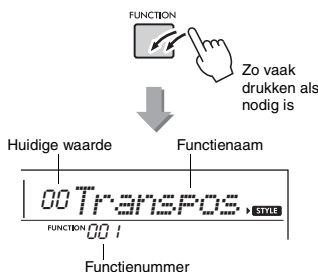 FUNCTION
Zo vaak
drukken als
nodig is
Huidige waarde
Functienaam
00 Transpos STYLE
FUNCTION 001
Functienummer